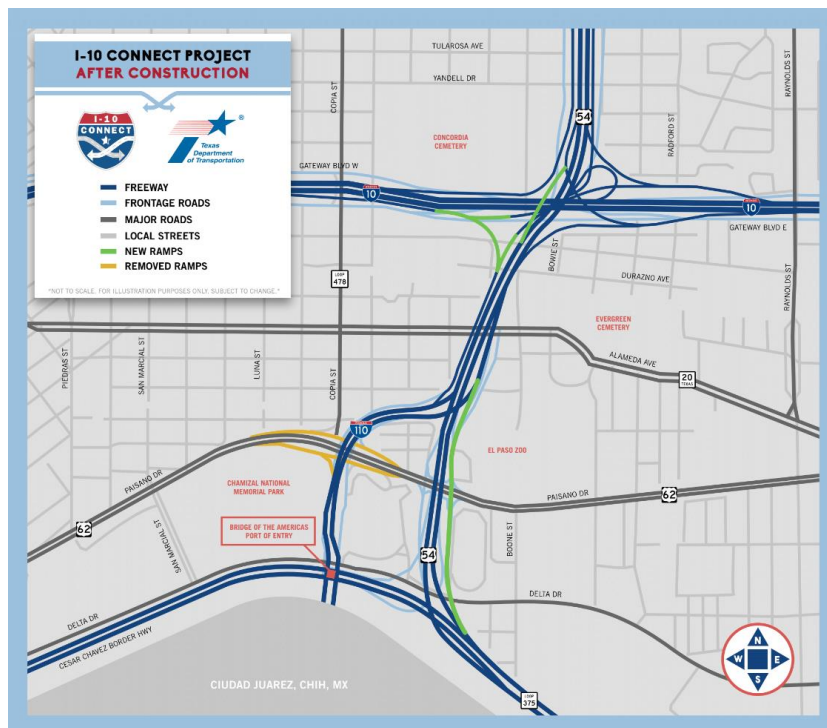 I-10 CONNECT PROJECT
AFTER CONSTRUCTION
I-10
CONNECT
®
Texas
Department
of Transportation
FREEWAY
FRONTAGE ROADS
MAJOR ROADS
LOCAL STREETS
NEW RAMPS
REMOVED RAMPS
*NOT TO SCALE. FOR ILLUSTRATION PURPOSES ONLY. SUBJECT TO CHANGE.*
TULAROSA AVE
YANDELL DR
COPIA ST
RAYNOLDS ST
54
RADFORD ST
CONCORDIA
CEMETERY
GATEWAY BLVD W
10
10
GATEWAY BLVD E
BOWIE ST
DURAZNO AVE
LOOP
478
RAYNOLDS ST
EVERGREEN
CEMETERY
ALAMEDA AVE
20
TEXAS
PIEDRAS ST
SAN MARCIAL ST
LUNA ST
COPIA ST
110
EL PASO ZOO
PAISANO DR
CHAMIZAL NATIONAL
MEMORIAL PARK
PAISANO DR
62
62
BRIDGE OF THE AMERICAS
PORT OF ENTRY
SAN MARCIAL ST
BOONE ST
54
DELTA DR
DELTA DR
CESAR CHAVEZ BORDER HWY
CIUDAD JUAREZ, CHIH, MX
LOOP
375
N
W
E
S